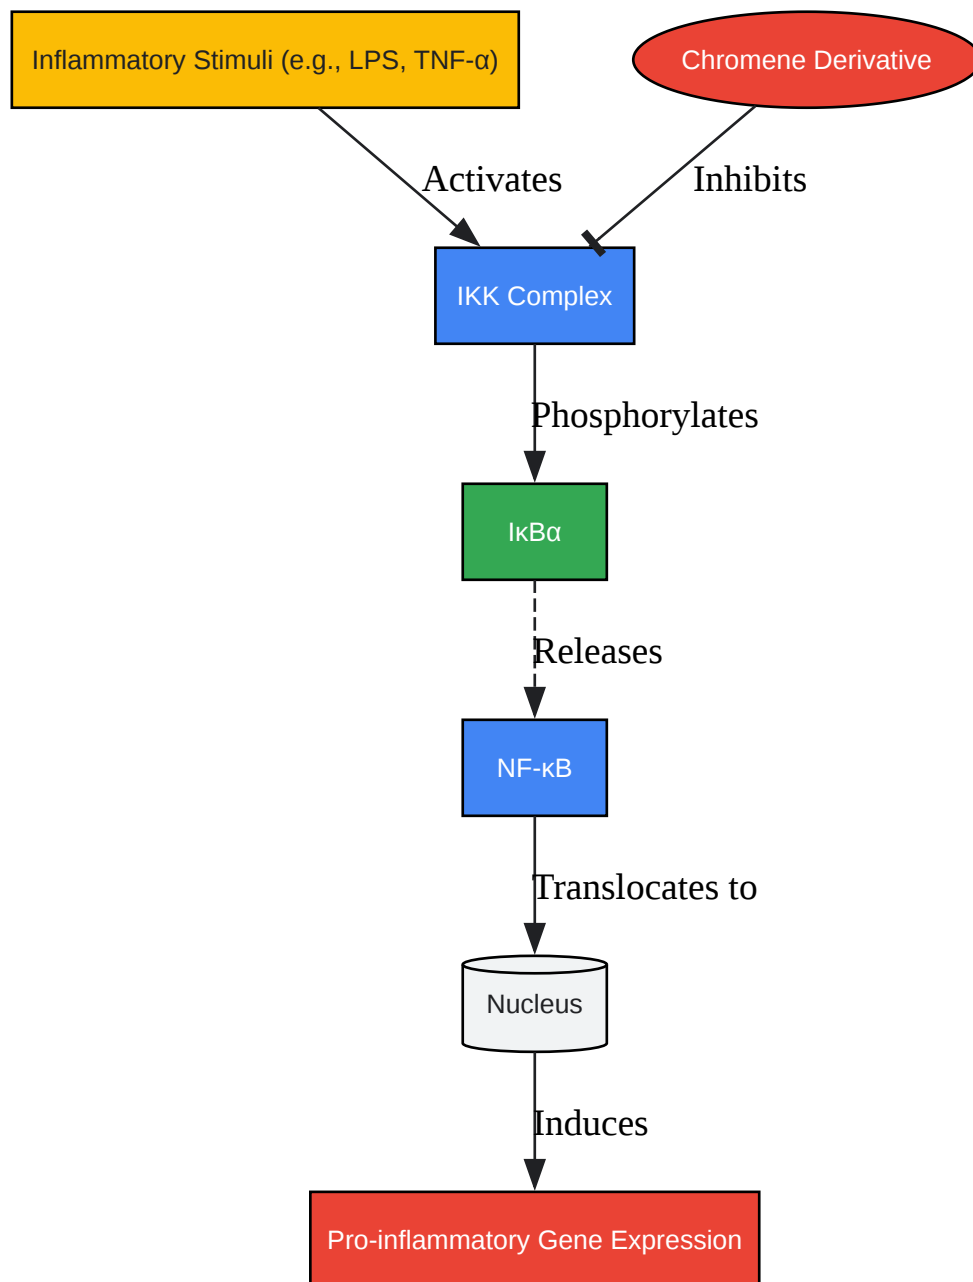 Inflammatory Stimuli (e.g., LPS, TNF-α)
Chromene Derivative
Activates
Inhibits
IKK Complex
Phosphorylates
IκBα
Releases
NF-κB
Translocates to
Nucleus
Induces
Pro-inflammatory Gene Expression